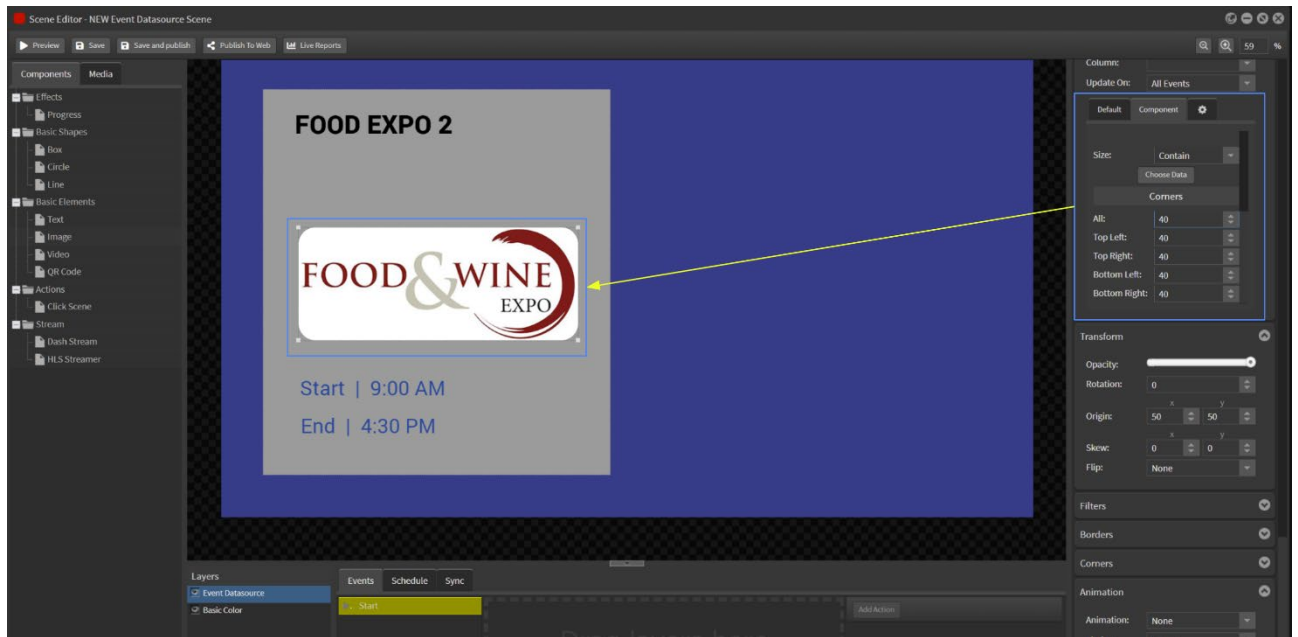 Scene Editor - NEW Event Datasource Scene
Preview Save Save and publish Publish To Web Live Reports 59 %
Components Media
Effects
Progress
Basic Shapes
Box
Circle
Line
Basic Elements
Text
Image
Video
QR Code
Actions
Click Scene
Stream
Dash Stream
HLS Streamer
FOOD EXPO 2
FOOD & WINE
EXPO
Start | 9:00 AM
End | 4:30 PM
Layers
Event Datasource
Basic Color
Events Schedule Sync
Start
Add Action
Column:
Update On: All Events
Default Component
Size: Contain
Choose Data
Corners
All: 40
Top Left: 40
Top Right: 40
Bottom Left: 40
Bottom Right: 40
Transform
Opacity:
Rotation: 0
x y
Origin: 50 50
x y
Skew: 0 0
Flip: None
Filters
Borders
Corners
Animation
Animation: None